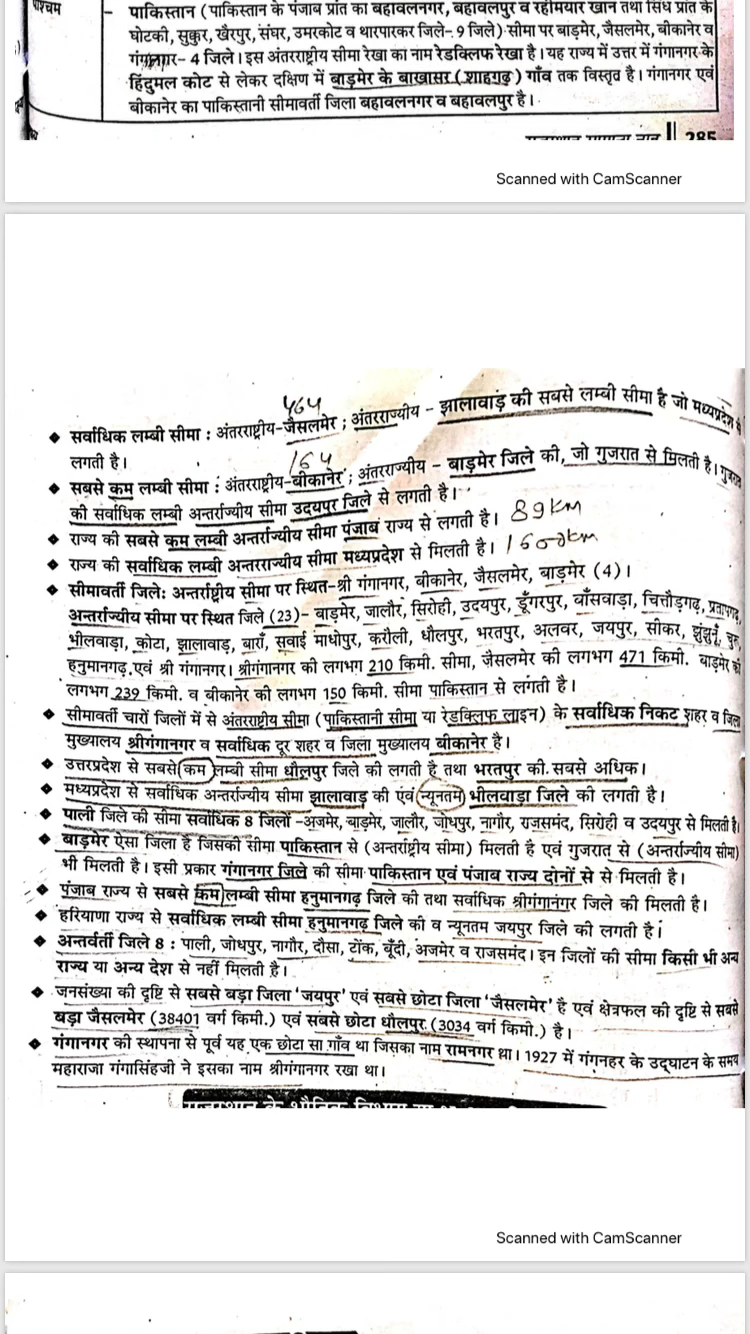 पश्चिम – पाकिस्तान (पाकिस्तान के पंजाब प्रांत का बहावलनगर, बहावलपुर व रहीमयार खान तथा सिंध प्रांत के
घोटकी, सुकुर, खैरपुर, संघर, उमरकोट व थारपारकर जिले– 9 जिले) सीमा पर बाड़मेर, जैसलमेर, बीकानेर व
गंगानगर– 4 जिले। इस अंतरराष्ट्रीय सीमा रेखा का नाम रेडक्लिफ रेखा है। यह राज्य में उत्तर में गंगानगर के
हिंदुमल कोट से लेकर दक्षिण में बाड़मेर के बाखासर (शाहगढ़) गाँव तक विस्तृत है। गंगानगर एवं
बीकानेर का पाकिस्तानी सीमावर्ती जिला बहावलनगर व बहावलपुर है।
285
Scanned with CamScanner
464
◆ सर्वाधिक लम्बी सीमा : अंतरराष्ट्रीय-जैसलमेर ; अंतरराज्यीय – झालावाड़ की सबसे लम्बी सीमा है जो मध्यप्रदेश से
लगती है।
164
◆ सबसे कम लम्बी सीमा : अंतरराष्ट्रीय-बीकानेर ; अंतरराज्यीय – बाड़मेर जिले की, जो गुजरात से मिलती है। गुजरात
की सर्वाधिक लम्बी अन्तर्राज्यीय सीमा उदयपुर जिले से लगती है।
◆ राज्य की सबसे कम लम्बी अन्तर्राज्यीय सीमा पंजाब राज्य से लगती है। 89km
◆ राज्य की सर्वाधिक लम्बी अन्तरराज्यीय सीमा मध्यप्रदेश से मिलती है। 1600km
◆ सीमावर्ती जिले: अन्तर्राष्ट्रीय सीमा पर स्थित-श्री गंगानगर, बीकानेर, जैसलमेर, बाड़मेर (4)।
अन्तर्राज्यीय सीमा पर स्थित जिले (23)– बाड़मेर, जालौर, सिरोही, उदयपुर, डूँगरपुर, बाँसवाड़ा, चित्तौड़गढ़, प्रतापगढ़,
भीलवाड़ा, कोटा, झालावाड़, बाराँ, सवाई माधोपुर, करौली, धौलपुर, भरतपुर, अलवर, जयपुर, सीकर, झुंझुनूँ, चुरू
हनुमानगढ़ एवं श्री गंगानगर। श्रीगंगानगर की लगभग 210 किमी. सीमा, जैसलमेर की लगभग 471 किमी. बाड़मेर की
लगभग 239 किमी. व बीकानेर की लगभग 150 किमी. सीमा पाकिस्तान से लगती है।
◆ सीमावर्ती चारों जिलों में से अंतरराष्ट्रीय सीमा (पाकिस्तानी सीमा या रेडक्लिफ लाइन) के सर्वाधिक निकट शहर व जिला
मुख्यालय श्रीगंगानगर व सर्वाधिक दूर शहर व जिला मुख्यालय बीकानेर है।
◆ उत्तरप्रदेश से सबसे कम लम्बी सीमा धौलपुर जिले की लगती है तथा भरतपुर की सबसे अधिक।
◆ मध्यप्रदेश से सर्वाधिक अन्तर्राज्यीय सीमा झालावाड़ की एवं न्यूनतम भीलवाड़ा जिले की लगती है।
◆ पाली जिले की सीमा सर्वाधिक 8 जिलों –अजमेर, बाड़मेर, जालौर, जोधपुर, नागौर, राजसमंद, सिरोही व उदयपुर से मिलती है।
◆ बाड़मेर ऐसा जिला है जिसकी सीमा पाकिस्तान से (अन्तर्राष्ट्रीय सीमा) मिलती है एवं गुजरात से (अन्तर्राज्यीय सीमा)
भी मिलती है। इसी प्रकार गंगानगर जिले की सीमा पाकिस्तान एवं पंजाब राज्य दोनों से से मिलती है।
◆ पंजाब राज्य से सबसे कम लम्बी सीमा हनुमानगढ़ जिले की तथा सर्वाधिक श्रीगंगानगर जिले की मिलती है।
◆ हरियाणा राज्य से सर्वाधिक लम्बी सीमा हनुमानगढ़ जिले की व न्यूनतम जयपुर जिले की लगती है।
◆ अन्तर्वर्ती जिले 8 : पाली, जोधपुर, नागौर, दौसा, टोंक, बूँदी, अजमेर व राजसमंद। इन जिलों की सीमा किसी भी अन्य
राज्य या अन्य देश से नहीं मिलती है।
◆ जनसंख्या की दृष्टि से सबसे बड़ा जिला 'जयपुर' एवं सबसे छोटा जिला 'जैसलमेर' है एवं क्षेत्रफल की दृष्टि से सबसे
बड़ा जैसलमेर (38401 वर्ग किमी.) एवं सबसे छोटा धौलपुर (3034 वर्ग किमी.) है।
◆ गंगानगर की स्थापना से पूर्व यह एक छोटा सा गाँव था जिसका नाम रामनगर था। 1927 में गंगनहर के उद्घाटन के समय
महाराजा गंगासिंहजी ने इसका नाम श्रीगंगानगर रखा था।
Scanned with CamScanner